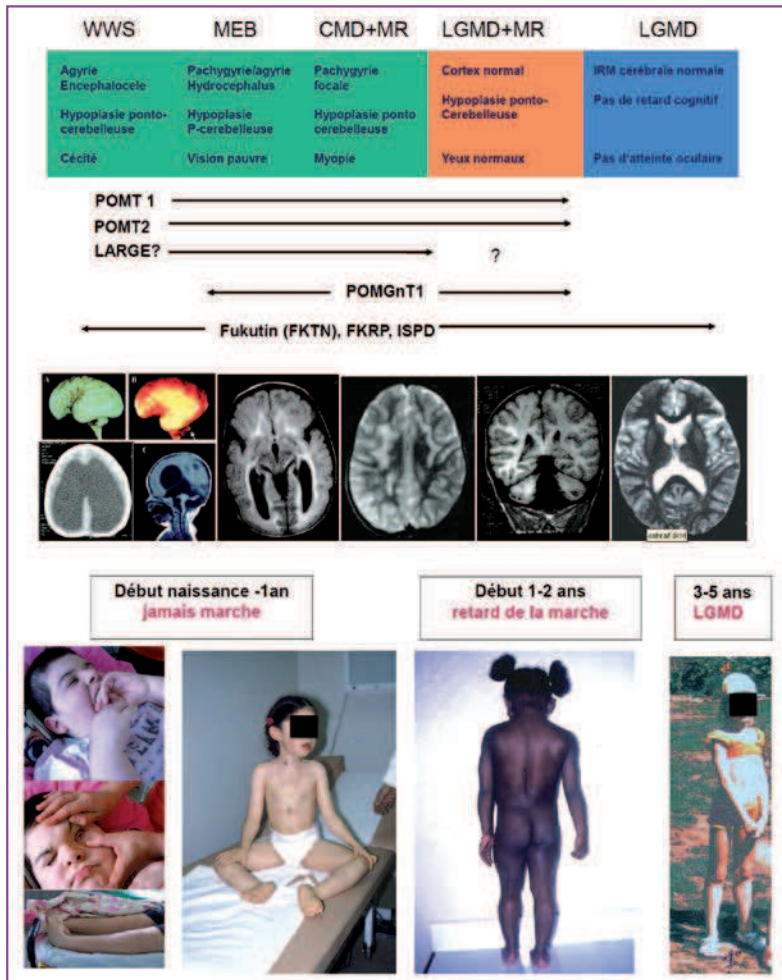 WWS MEB CMD+MR LGMD+MR LGMD
Agyrie
Encephalocele
Hypoplasie ponto-
cerebelleuse
Cécité
Pachygyrie/agyrie
Hydrocephalus
Hypoplasie
P-cerebelleuse
Vision pauvre
Pachygyrie
focale
Hypoplasie ponto
cerebelleuse
Myopie
Cortex normal
Hypoplasie ponto-
Cerebelleuse
Yeux normaux
IRM cérébrale normale
Pas de retard cognitif
Pas d'atteinte oculaire
POMT 1
POMT2
LARGE?
?
POMGnT1
Fukutin (FKTN), FKRP, ISPD
A
B
C
Début naissance -1an
jamais marche
Début 1-2 ans
retard de la marche
3-5 ans
LGMD
TEAM